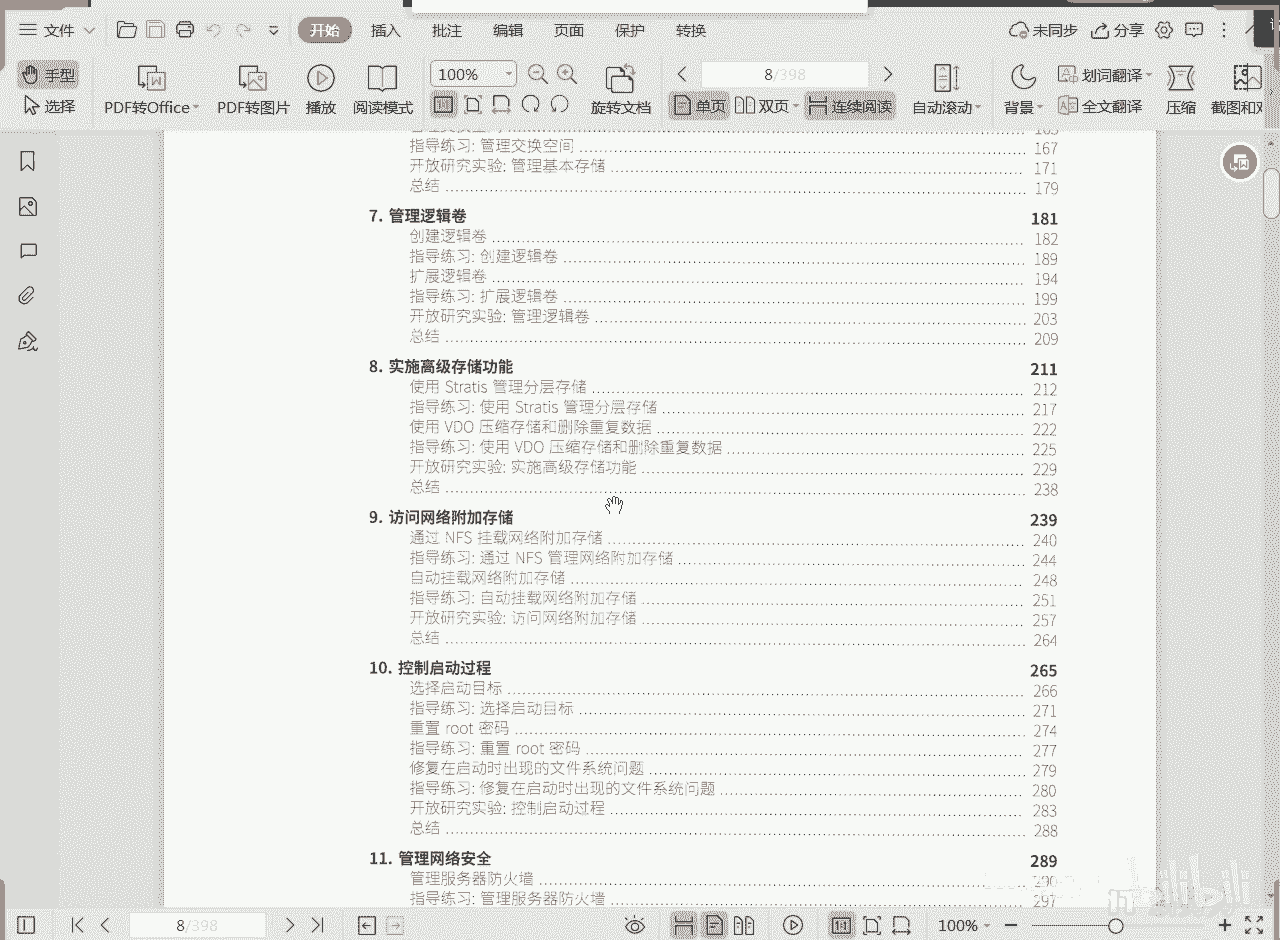 文件
开始
插入
批注
编辑
页面
保护
转换
未同步
分享
手型
选择
PDF转Office
PDF转图片
播放
阅读模式
100%
旋转文档
8/398
单页
双页
连续阅读
自动滚动
背景
划词翻译
全文翻译
压缩
截图和对
指导练习: 管理交换空间 167
开放研究实验: 管理基本存储 171
总结 179
7. 管理逻辑卷 181
创建逻辑卷 182
指导练习: 创建逻辑卷 189
扩展逻辑卷 194
指导练习: 扩展逻辑卷 199
开放研究实验: 管理逻辑卷 203
总结 209
8. 实施高级存储功能 211
使用 Stratis 管理分层存储 212
指导练习: 使用 Stratis 管理分层存储 217
使用 VDO 压缩存储和删除重复数据 222
指导练习: 使用 VDO 压缩存储和删除重复数据 225
开放研究实验: 实施高级存储功能 229
总结 238
9. 访问网络附加存储 239
通过 NFS 挂载网络附加存储 240
指导练习: 通过 NFS 管理网络附加存储 244
自动挂载网络附加存储 248
指导练习: 自动挂载网络附加存储 251
开放研究实验: 访问网络附加存储 257
总结 264
10. 控制启动过程 265
选择启动目标 266
指导练习: 选择启动目标 271
重置 root 密码 274
指导练习: 重置 root 密码 277
修复在启动时出现的文件系统问题 279
指导练习: 修复在启动时出现的文件系统问题 280
开放研究实验: 控制启动过程 283
总结 288
11. 管理网络安全 289
管理服务器防火墙 290
指导练习: 管理服务器防火墙 297
8/398
1:1
100%
bilibili